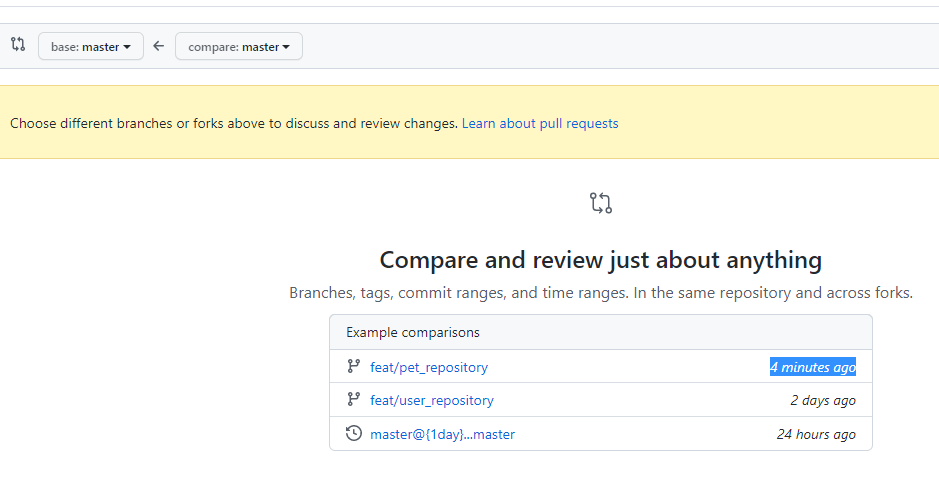 base: master compare: master
Choose different branches or forks above to discuss and review changes. Learn about pull requests
Compare and review just about anything
Branches, tags, commit ranges, and time ranges. In the same repository and across forks.
Example comparisons
feat/pet_repository 4 minutes ago
feat/user_repository 2 days ago
master@{1day}...master 24 hours ago